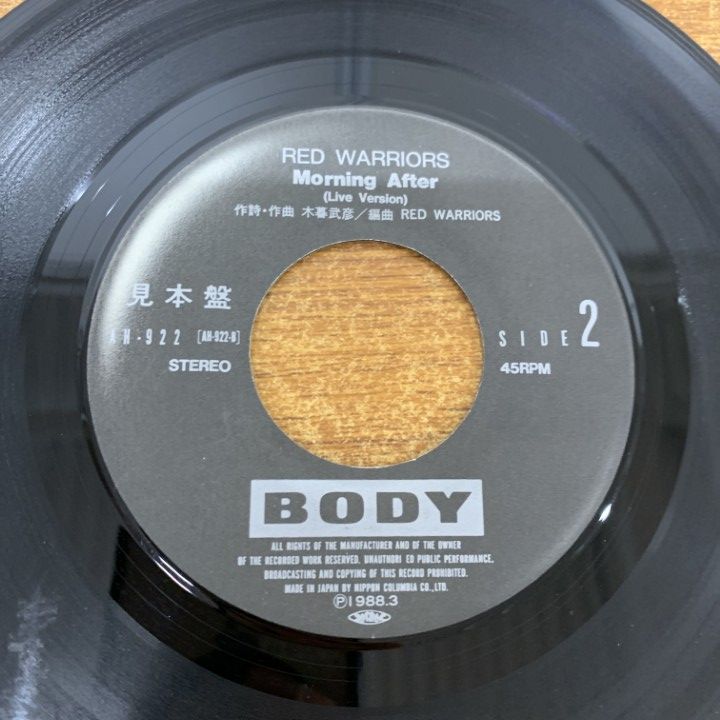 RED WARRIORS
Morning After
(Live Version)
作詩・作曲 木暮武彦/編曲 RED WARRIORS
見本盤
AH-922 [AH-922-B]
SIDE 2
STEREO
45RPM
BODY
ALL RIGHTS OF THE MANUFACTURER AND OF THE OWNER
OF THE RECORDED WORK RESERVED. UNAUTHORI ED PUBLIC PERFORMANCE.
BROADCASTING AND COPYING OF THIS RECORD PROHIBITED.
MADE IN JAPAN BY NIPPON COLUMBIA CO.,LTD.
Ⓟ1988.3